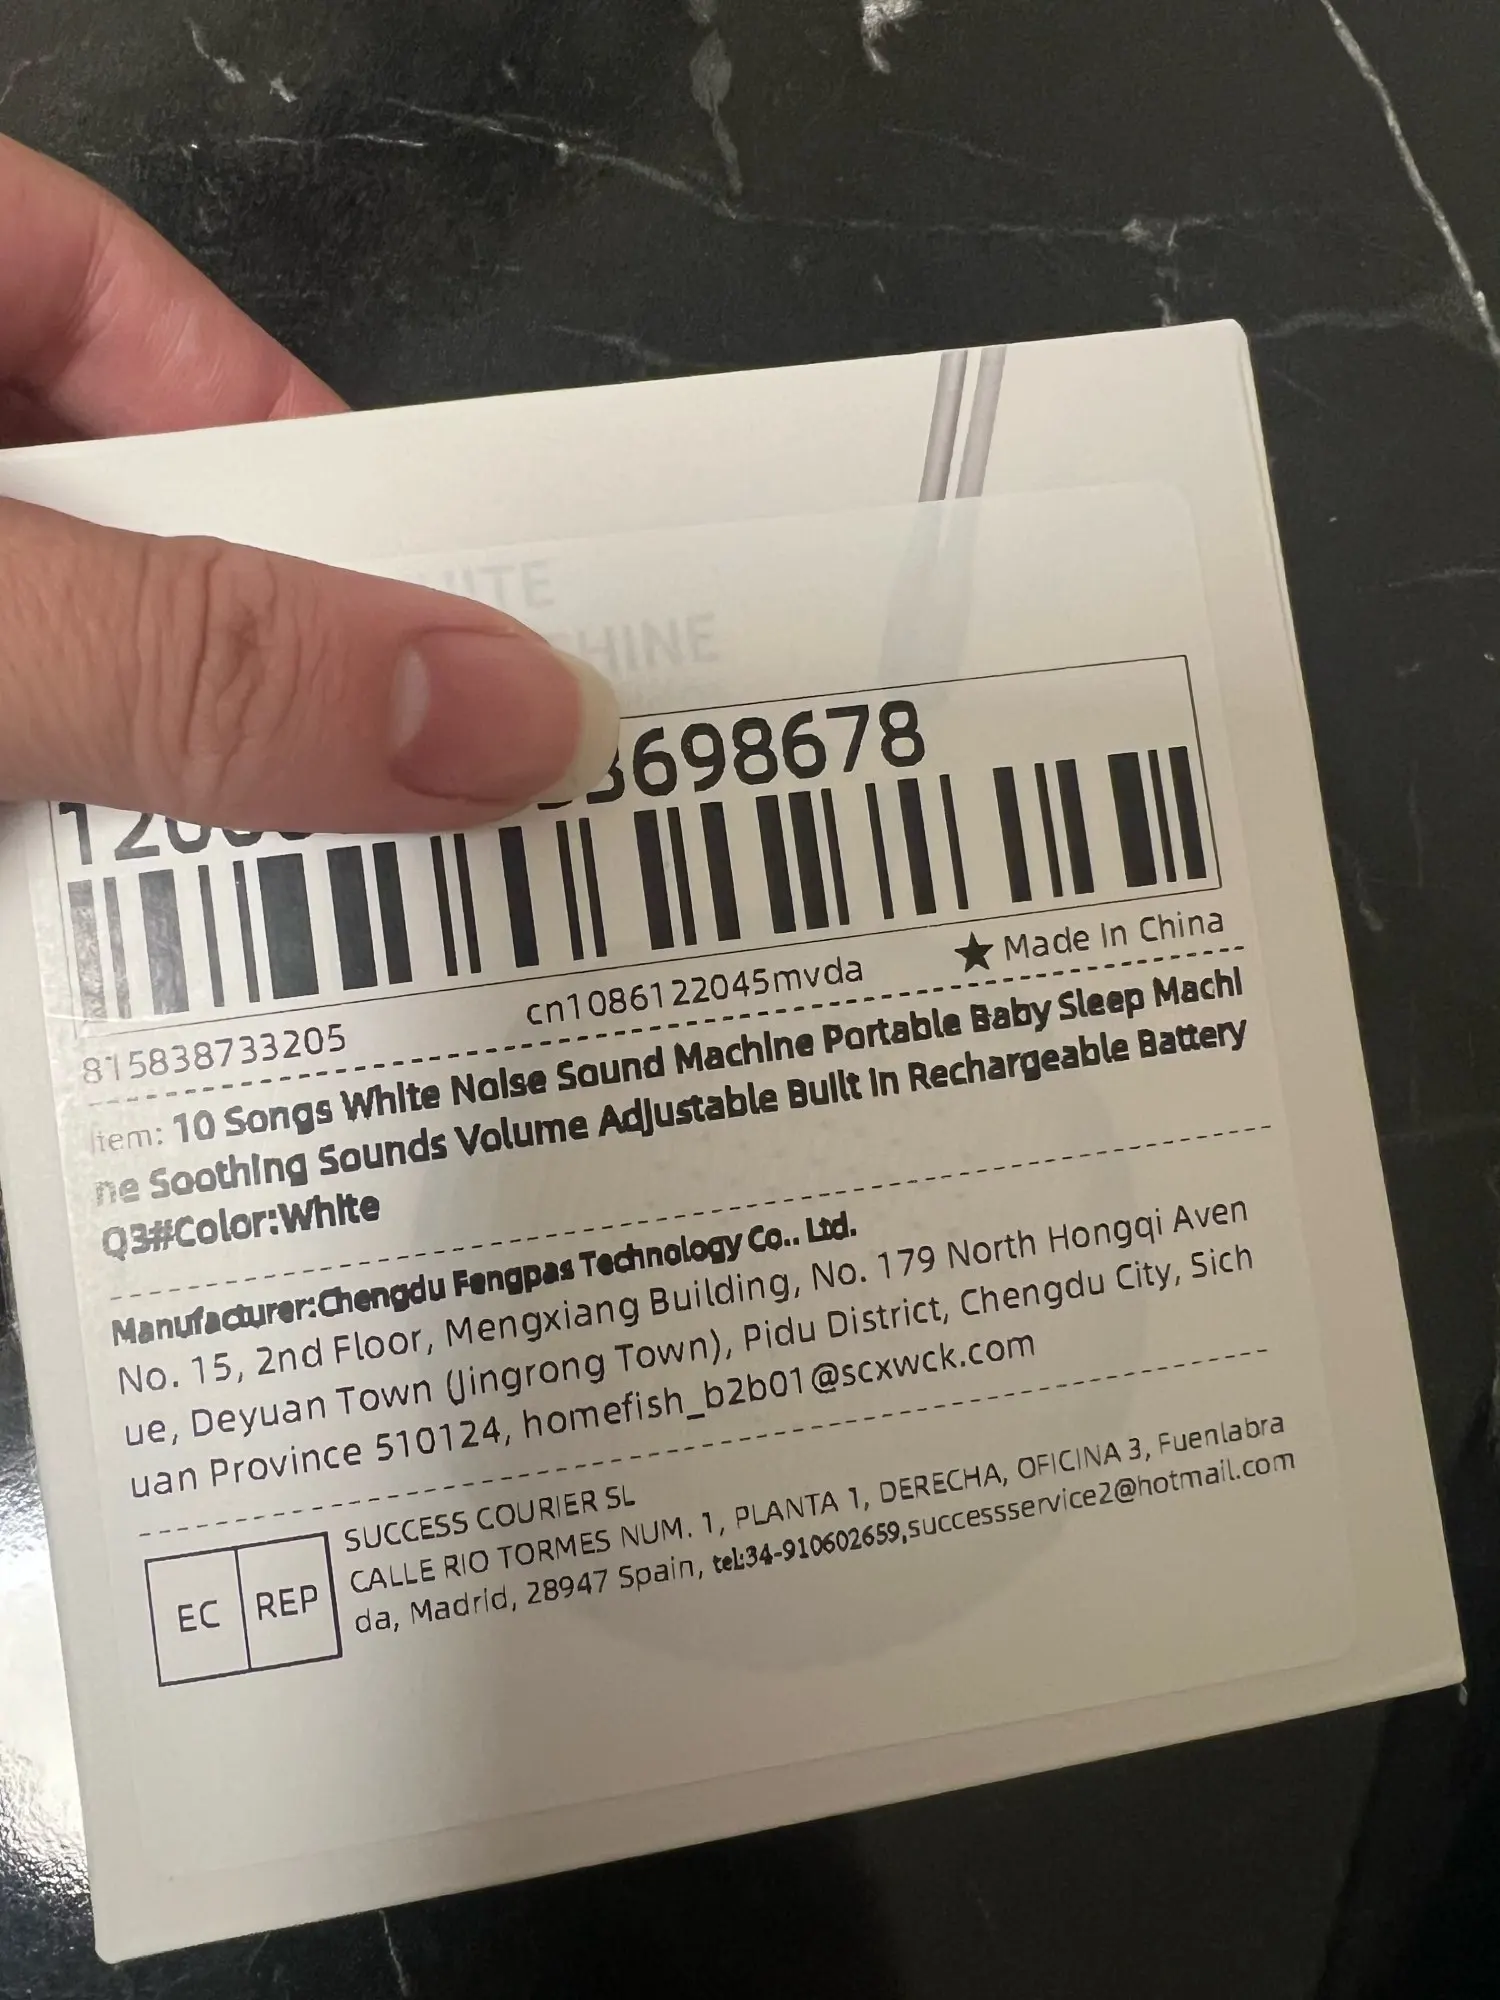 HITE
HINE
698678
cn1086122045mvda
★ Made In China
815838733205
Item: 10 Songs White Noise Sound Machine Portable Baby Sleep Machi
ne Soothing Sounds Volume Adjustable Built In Rechargeable Battery
Q3#Color:White
Manufacturer:Chengdu Fengpas Technology Co.. Ltd.
No. 15, 2nd Floor, Mengxiang Building, No. 179 North Hongqi Aven
ue, Deyuan Town (Jingrong Town), Pidu District, Chengdu City, Sich
uan Province 510124, homefish_b2b01@scxwck.com
EC REP
SUCCESS COURIER SL
CALLE RIO TORMES NUM. 1, PLANTA 1, DERECHA, OFICINA 3, Fuenlabra
da, Madrid, 28947 Spain, tel:34-910602659,successservice2@hotmail.com